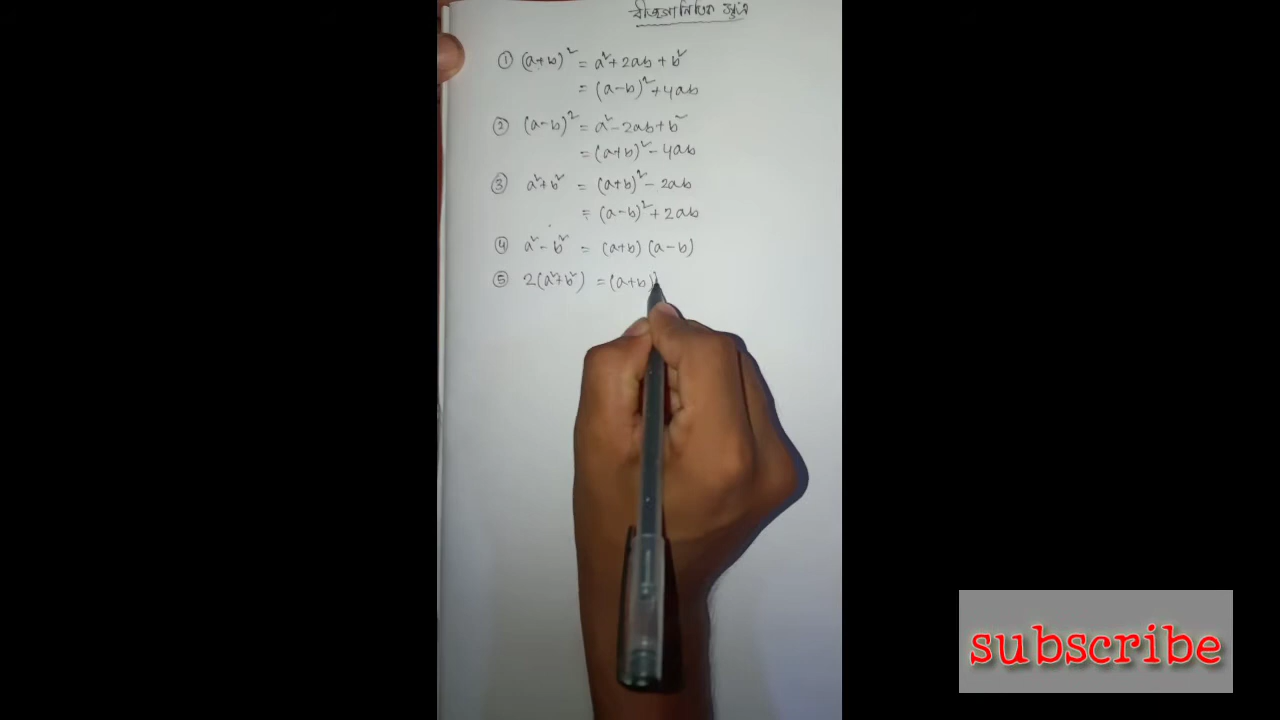 বীজগানিতিক সুত্র
① (a+b)² = a²+2ab+b²
= (a-b)²+4ab
② (a-b)² = a²-2ab+b²
= (a+b)²-4ab
③ a²+b² = (a+b)²-2ab
= (a-b)²+2ab
④ a²-b² = (a+b)(a-b)
⑤ 2(a²+b²) = (a+b)
subscribe